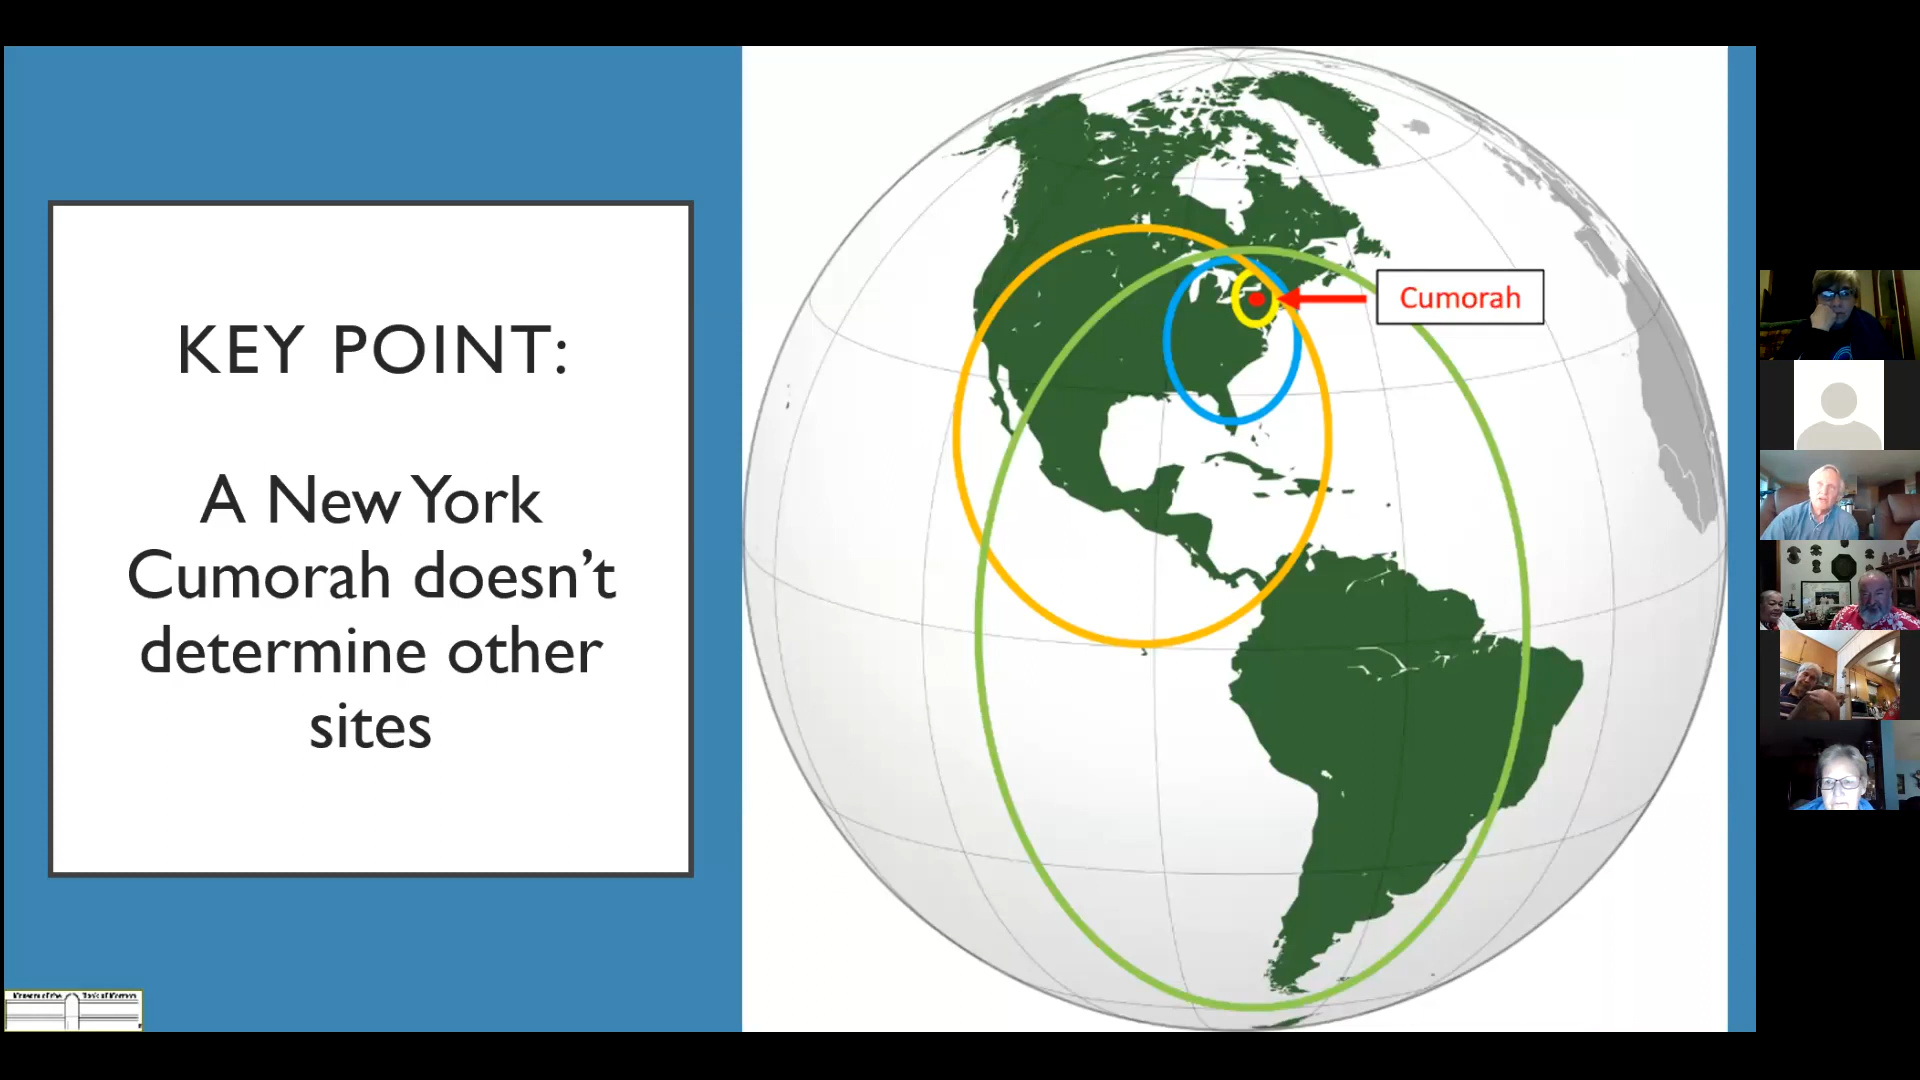 KEY POINT:
A New York
Cumorah doesn’t
determine other
sites
Cumorah